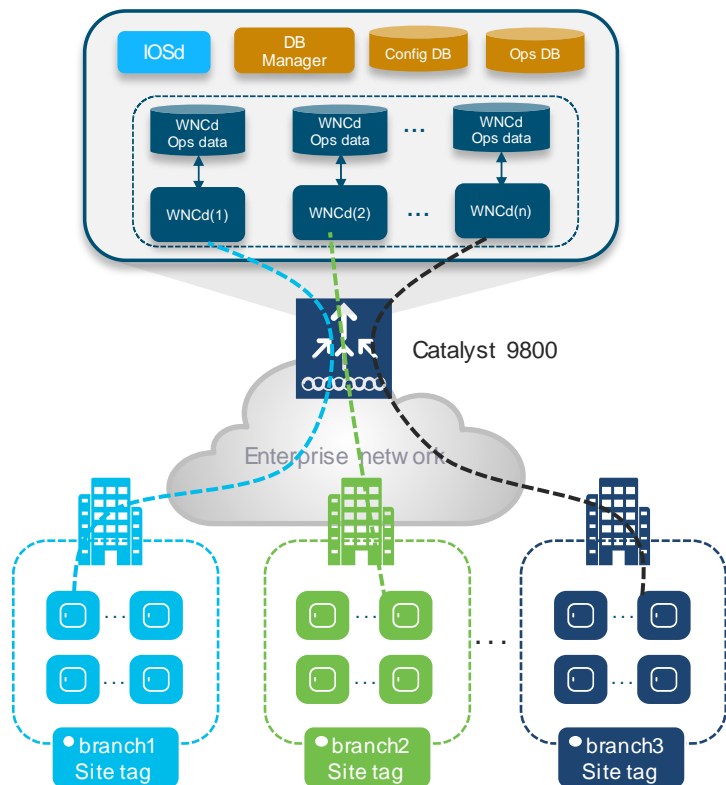 IOSd
DB
Manager
Config DB
Ops DB
WNCd
Ops data
WNCd
Ops data
...
WNCd
Ops data
WNCd(1)
WNCd(2)
...
WNCd(n)
Catalyst 9800
Enterprise network
...
...
...
...
...
...
...
branch1
Site tag
branch2
Site tag
branch3
Site tag